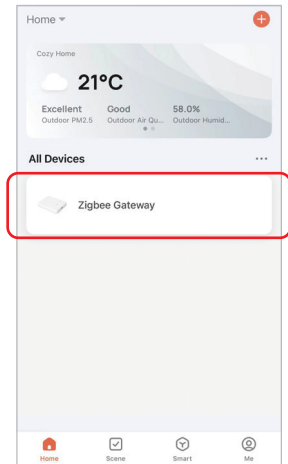 Home
Cozy Home
21°C
Excellent Good 58.0%
Outdoor PM2.5 Outdoor Air Qu... Outdoor Humid...
All Devices ...
Zigbee Gateway
Home Scene Smart Me